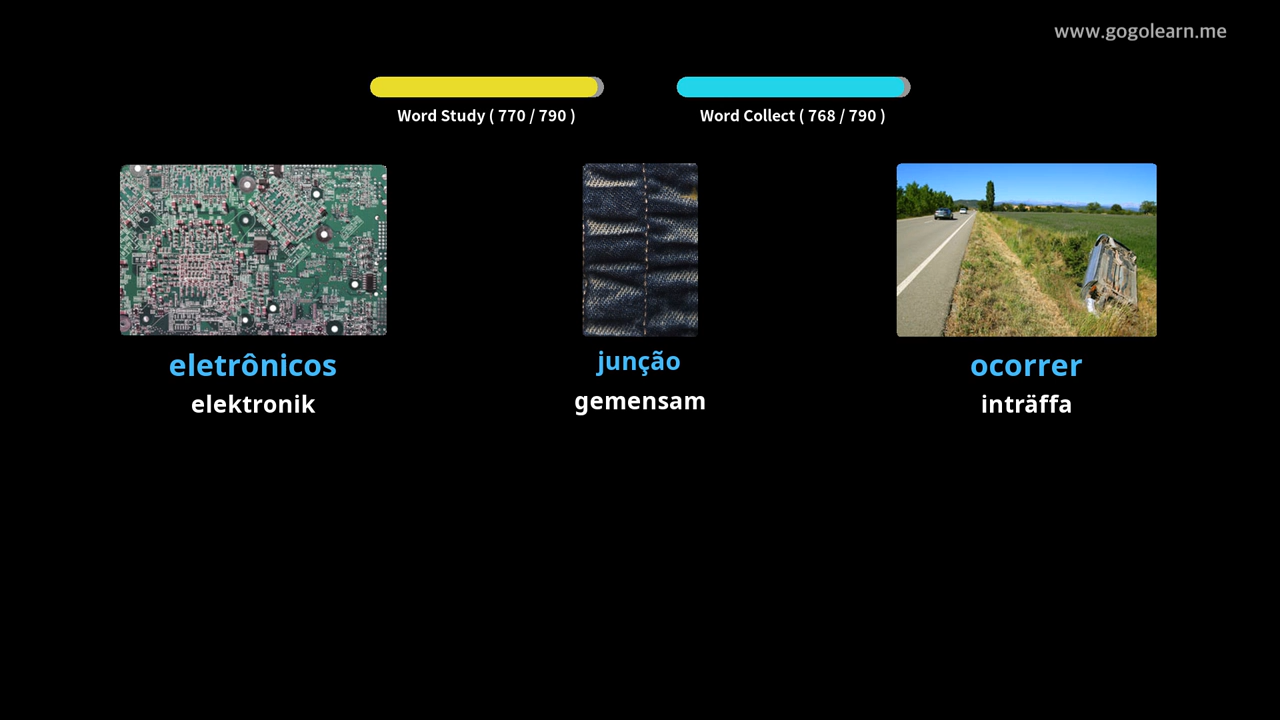 www.gogolearn.me
Word Study ( 770 / 790 )
Word Collect ( 768 / 790 )
eletrônicos
elektronik
junção
gemensam
ocorrer
inträffa